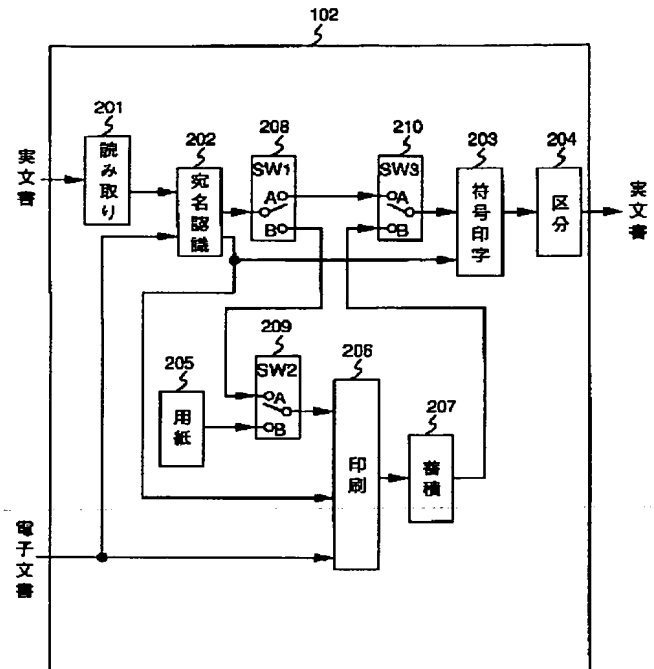 102
201
202
208
210
203
204
実文書
読み取り
宛名認識
SW1
A
B
SW3
A
B
符号印字
区分
実文書
205
209
206
207
用紙
SW2
A
B
印刷
蓄積
電子文書